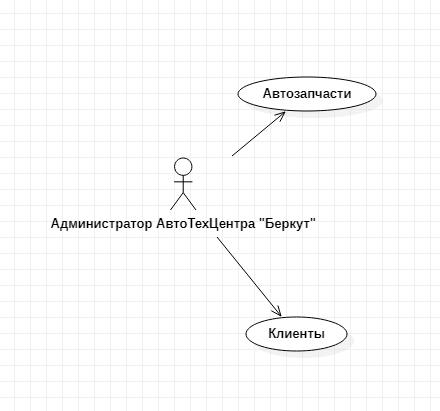 Автозапчасти
Администратор АвтоТехЦентра "Беркут"
Клиенты